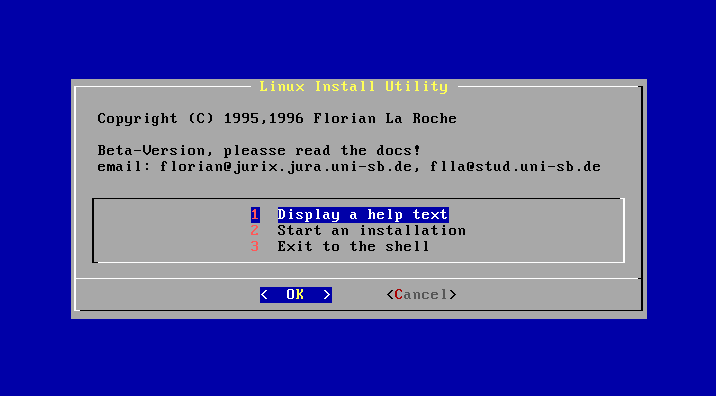 Linux Install Utility
Copyright (C) 1995,1996 Florian La Roche
Beta-Version, pleasse read the docs!
email: florian@jurix.jura.uni-sb.de, flla@stud.uni-sb.de
1 Display a help text
2 Start an installation
3 Exit to the shell
< OK > <Cancel>